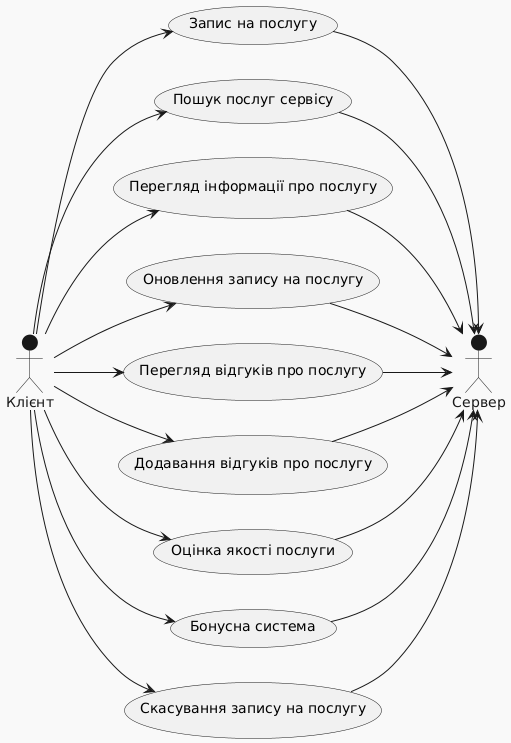 Запис на послугу
Пошук послуг сервісу
Перегляд інформації про послугу
Оновлення запису на послугу
Перегляд відгуків про послугу
Клієнт
Сервер
Додавання відгуків про послугу
Оцінка якості послуги
Бонусна система
Скасування запису на послугу